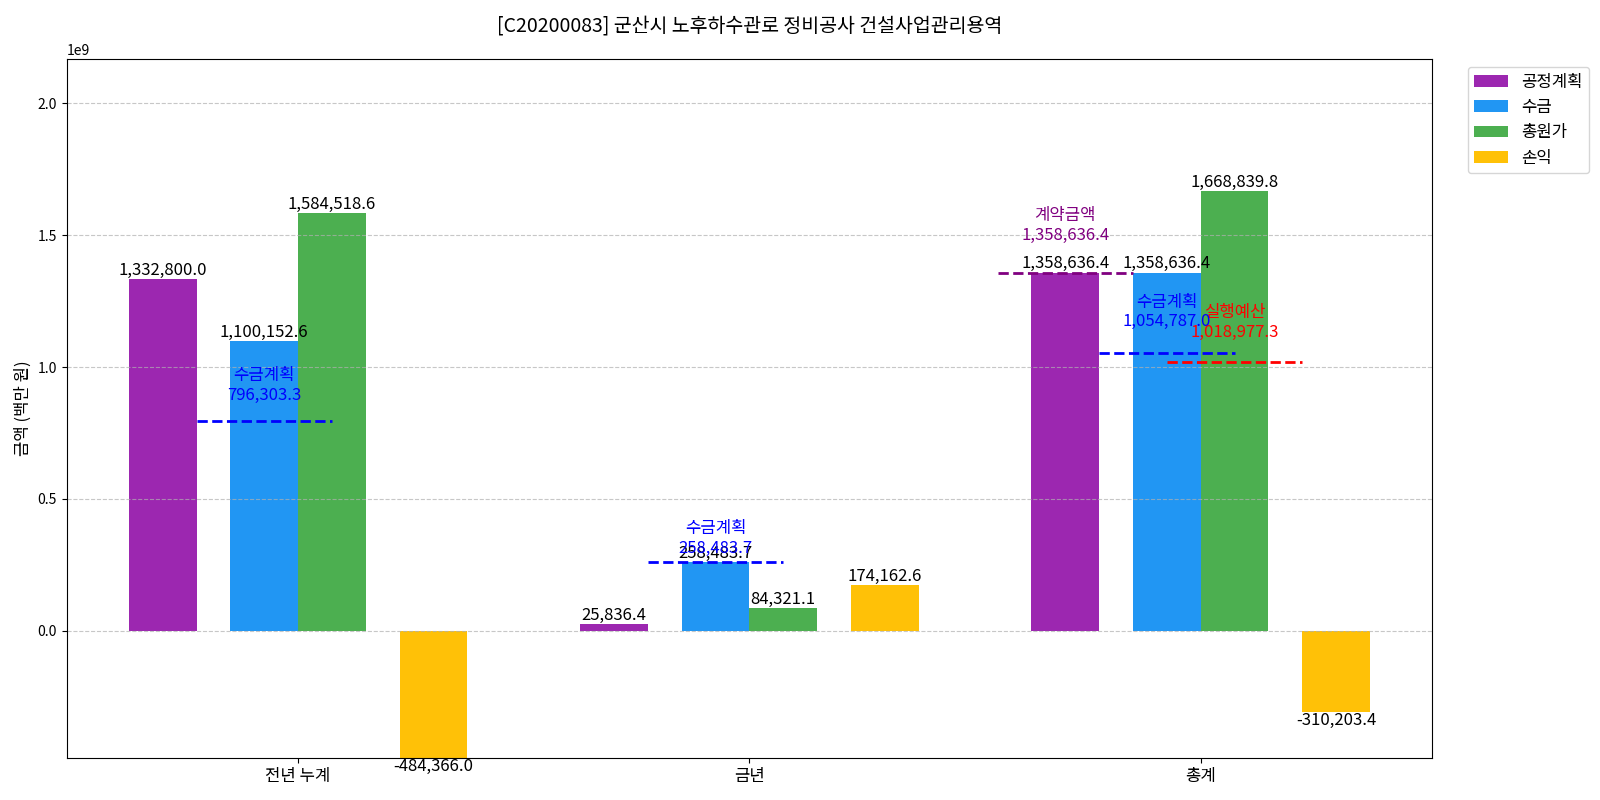 [C20200083] 군산시 노후하수관로 정비공사 건설사업관리용역
1e9
금액 (백만 원)
2.0
1.5
1.0
0.5
0.0
1,332,800.0
1,100,152.6
1,584,518.6
-484,366.0
수금계획
796,303.3
25,836.4
수금계획
258,483.7
258,483.7
84,321.1
174,162.6
계약금액
1,358,636.4
1,358,636.4
1,358,636.4
1,668,839.8
수금계획
1,054,787.0
실행예산
1,018,977.3
-310,203.4
전년 누계
금년
총계
공정계획
수금
총원가
손익